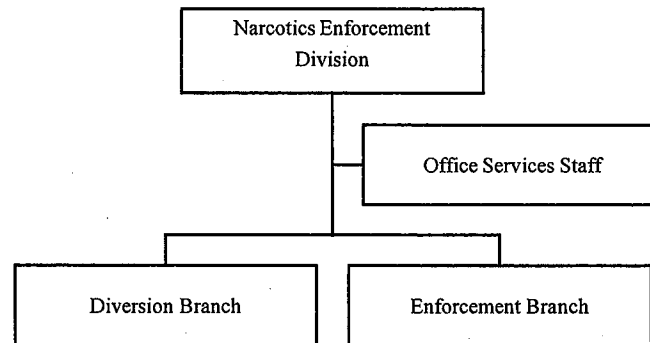 Narcotics Enforcement
Division
Office Services Staff
Diversion Branch
Enforcement Branch